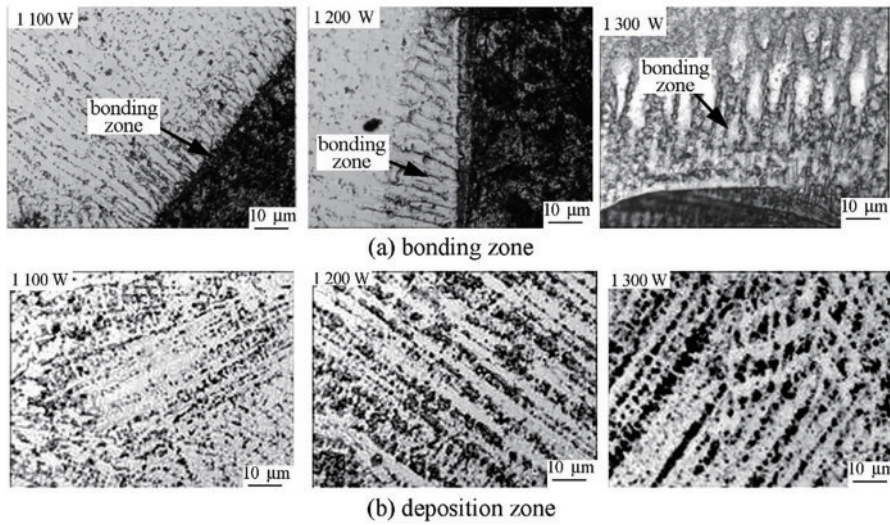 1 100 W
bonding
zone
10 μm
1 200 W
bonding
zone
10 μm
1 300 W
bonding
zone
10 μm
(a) bonding zone
1 100 W
10 μm
1 200 W
10 μm
1 300 W
10 μm
(b) deposition zone